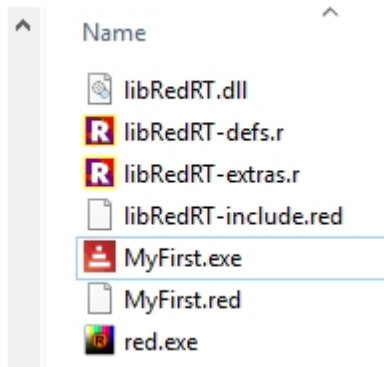 Name
libRedRT.dll
libRedRT-defs.r
libRedRT-extras.r
libRedRT-include.red
MyFirst.exe
MyFirst.red
red.exe